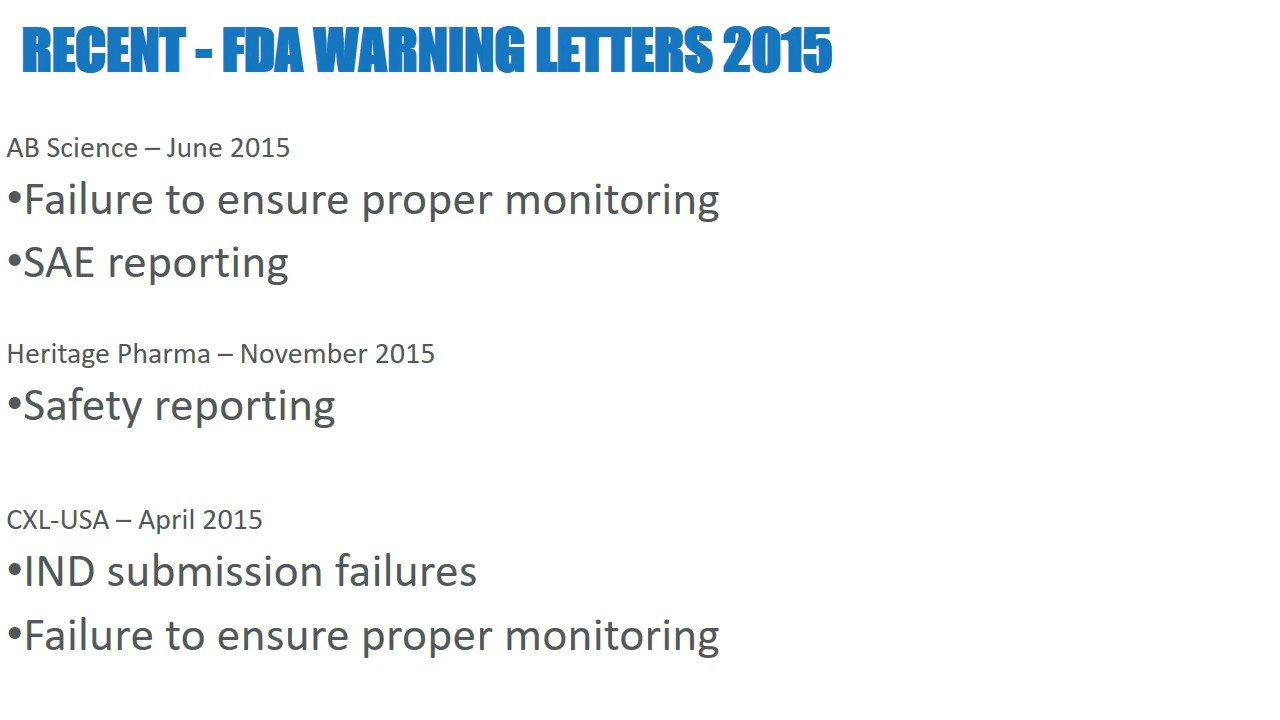 RECENT - FDA WARNING LETTERS 2015
AB Science – June 2015
•Failure to ensure proper monitoring
•SAE reporting
Heritage Pharma – November 2015
•Safety reporting
CXL-USA – April 2015
•IND submission failures
•Failure to ensure proper monitoring